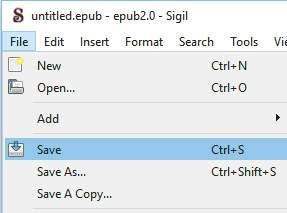 untitled.epub - epub2.0 - Sigil
File Edit Insert Format Search Tools
New Ctrl+N
Open... Ctrl+O
Add
Save Ctrl+S
Save As... Ctrl+Shift+S
Save A Copy...